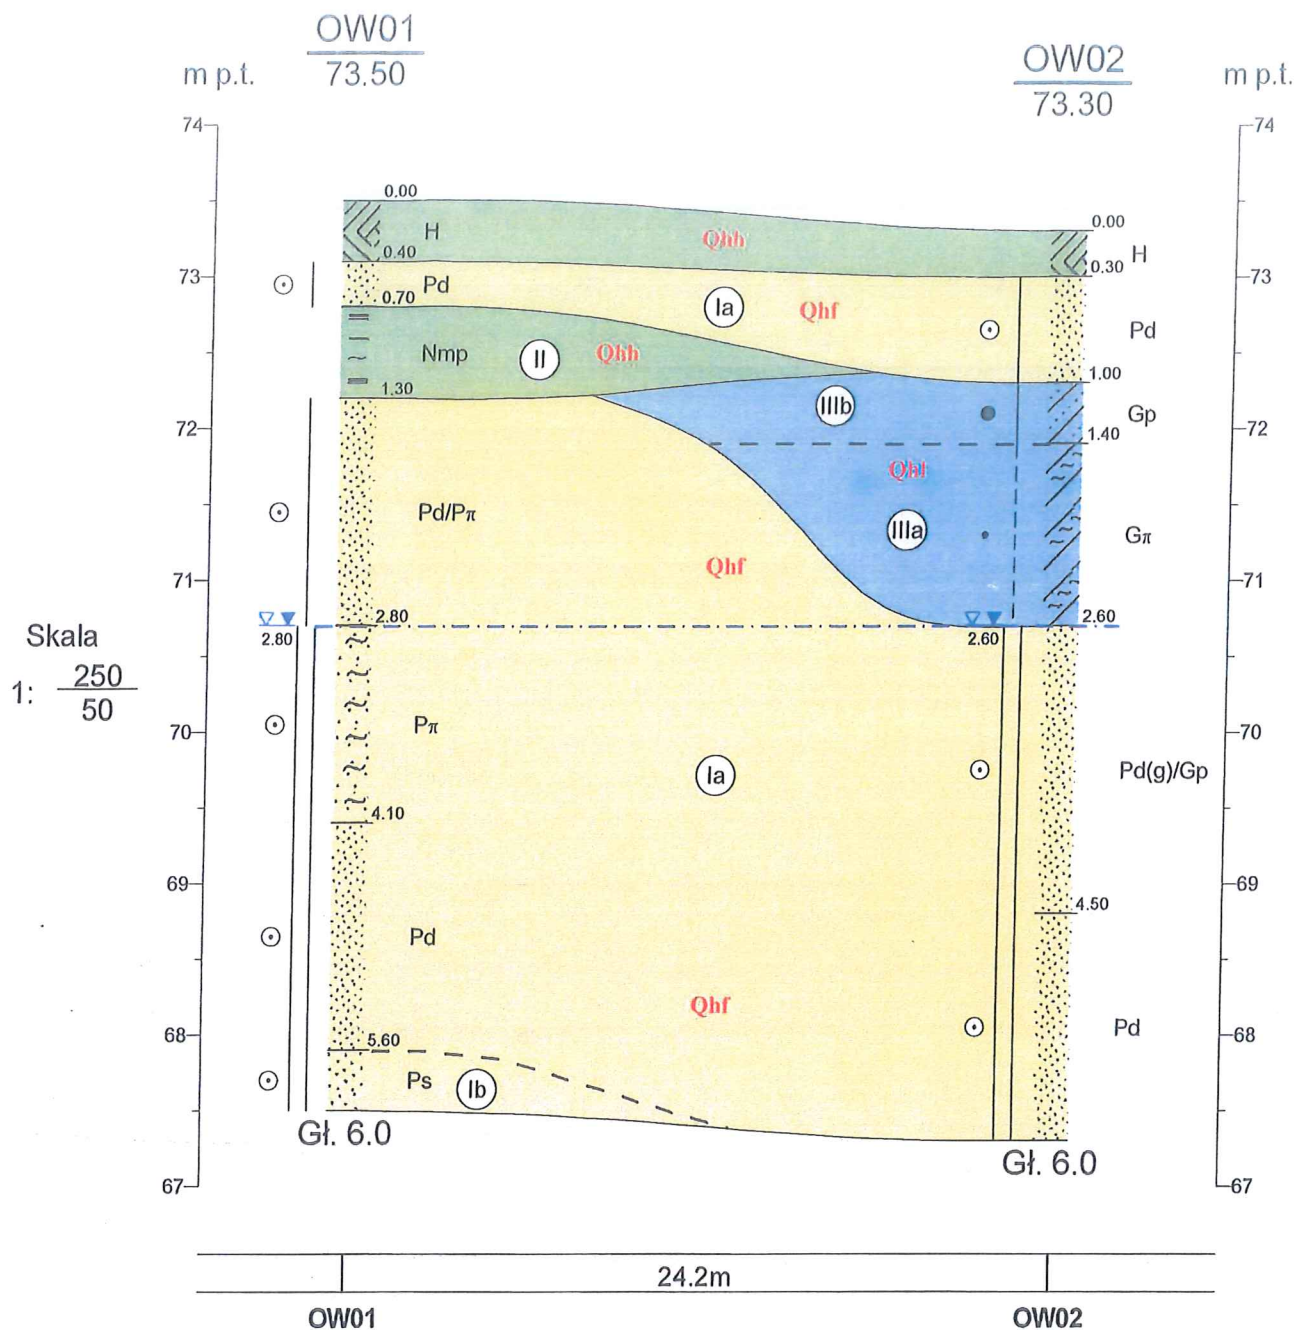 OW01
73.50
OW02
73.30
m p.t.
m p.t.
74
74
0.00
0.00
H
Qhh
H
0.40
0.30
73
73
Pd
Ia
Qhf
0.70
Pd
Nmp
II
Qhh
1.00
1.30
IIIb
Gp
72
72
1.40
Qhf
Pd/Pπ
IIIa
Gπ
Qhf
71
71
2.80
2.60
2.80
2.60
Skala
1: 250
50
70
Pπ
70
Ia
Pd(g)/Gp
4.10
69
69
4.50
Pd
Qhf
68
Pd
68
5.60
Ps
Ib
Gł. 6.0
Gł. 6.0
67
67
24.2m
OW01
OW02